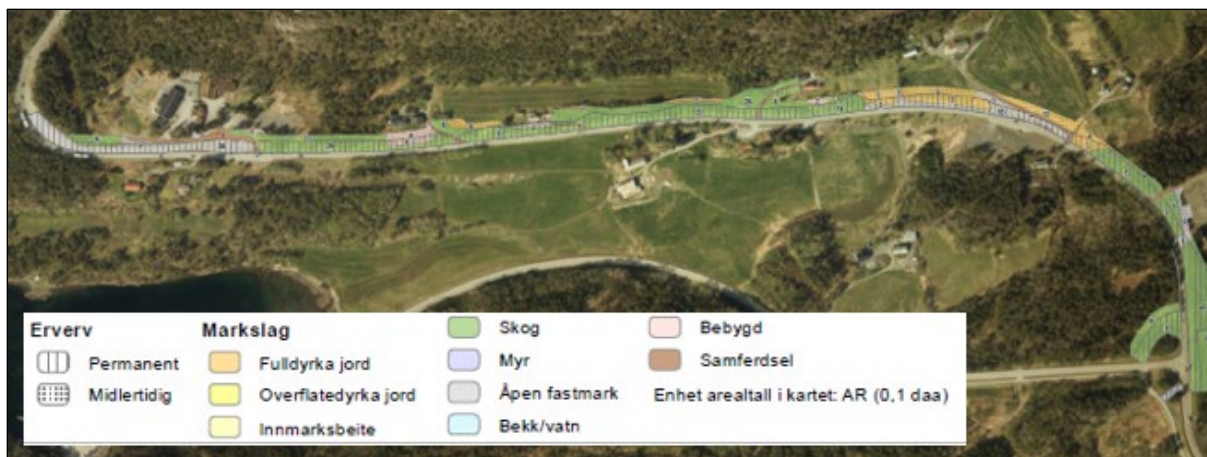 Erverv
Permanent
Midlertidig
Markslag
Fulldyrka jord
Overflatedyrka jord
Innmarksbeite
Skog
Myr
Åpen fastmark
Bekk/vatn
Bebygd
Samferdsel
Enhet arealtall i kartet: AR (0,1 daa)